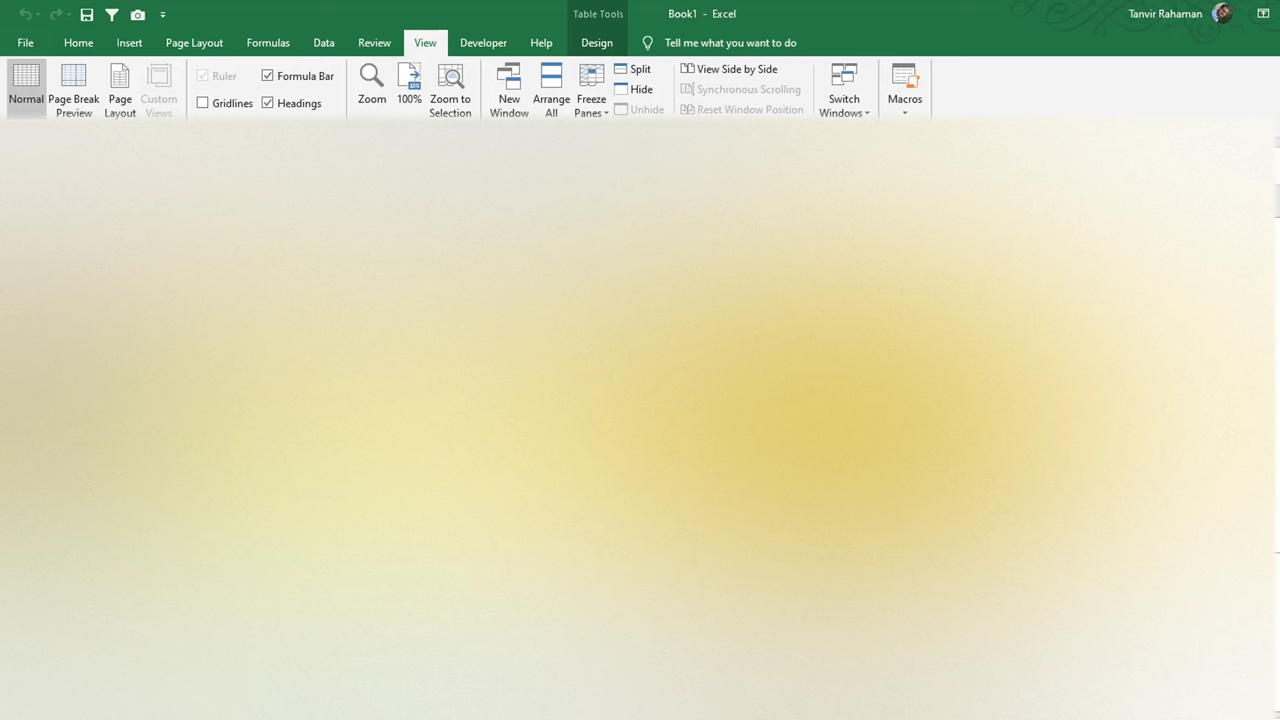 Table Tools
Book1 - Excel
Tanvir Rahaman
File Home Insert Page Layout Formulas Data Review View Developer Help Design Tell me what you want to do
Normal
Page Break Preview
Page Layout
Custom Views
Ruler
Formula Bar
Gridlines
Headings
Zoom
100%
Zoom to Selection
New Window
Arrange All
Freeze Panes
Split
Hide
Unhide
View Side by Side
Synchronous Scrolling
Reset Window Position
Switch Windows
Macros